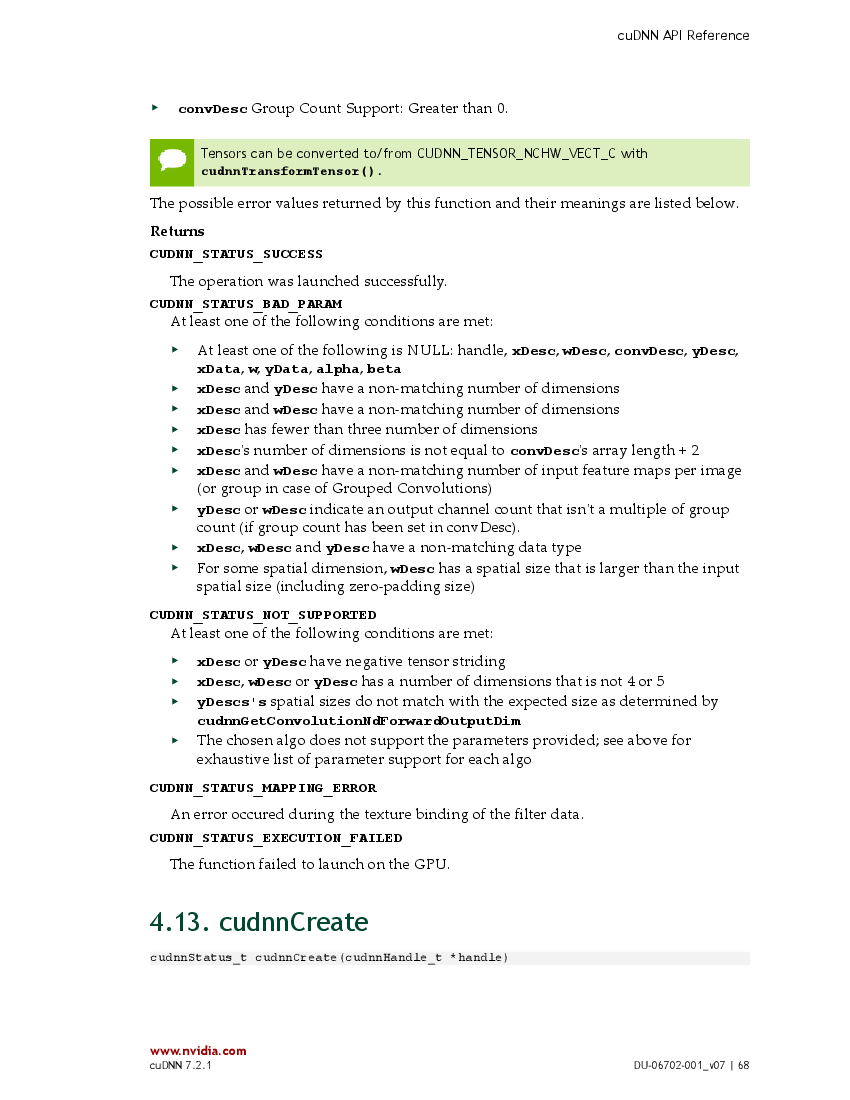 cuDNN API Reference
‣ convDesc Group Count Support: Greater than 0.
Tensors can be converted to/from CUDNN_TENSOR_NCHW_VECT_C with
cudnnTransformTensor().
The possible error values returned by this function and their meanings are listed below.
Returns
CUDNN_STATUS_SUCCESS
The operation was launched successfully.
CUDNN_STATUS_BAD_PARAM
At least one of the following conditions are met:
‣ At least one of the following is NULL: handle, xDesc, wDesc, convDesc, yDesc,
xData, w, yData, alpha, beta
‣ xDesc and yDesc have a non-matching number of dimensions
‣ xDesc and wDesc have a non-matching number of dimensions
‣ xDesc has fewer than three number of dimensions
‣ xDesc's number of dimensions is not equal to convDesc's array length + 2
‣ xDesc and wDesc have a non-matching number of input feature maps per image
(or group in case of Grouped Convolutions)
‣ yDesc or wDesc indicate an output channel count that isn't a multiple of group
count (if group count has been set in convDesc).
‣ xDesc, wDesc and yDesc have a non-matching data type
‣ For some spatial dimension, wDesc has a spatial size that is larger than the input
spatial size (including zero-padding size)
CUDNN_STATUS_NOT_SUPPORTED
At least one of the following conditions are met:
‣ xDesc or yDesc have negative tensor striding
‣ xDesc, wDesc or yDesc has a number of dimensions that is not 4 or 5
‣ yDescs's spatial sizes do not match with the expected size as determined by
cudnnGetConvolutionNdForwardOutputDim
‣ The chosen algo does not support the parameters provided; see above for
exhaustive list of parameter support for each algo
CUDNN_STATUS_MAPPING_ERROR
An error occured during the texture binding of the filter data.
CUDNN_STATUS_EXECUTION_FAILED
The function failed to launch on the GPU.
4.13. cudnnCreate
cudnnStatus_t cudnnCreate(cudnnHandle_t *handle)
www.nvidia.com
cuDNN 7.2.1
DU-06702-001_v07 | 68